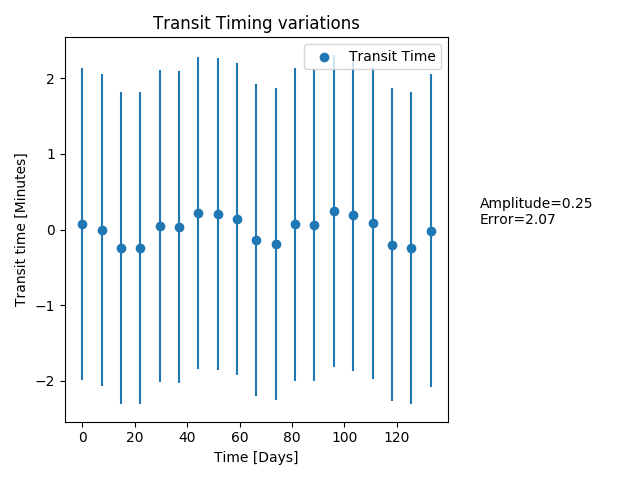 Transit Timing variations
Transit Time
Transit time [Minutes]
2
1
0
−1
−2
Amplitude=0.25
Error=2.07
0 20 40 60 80 100 120
Time [Days]